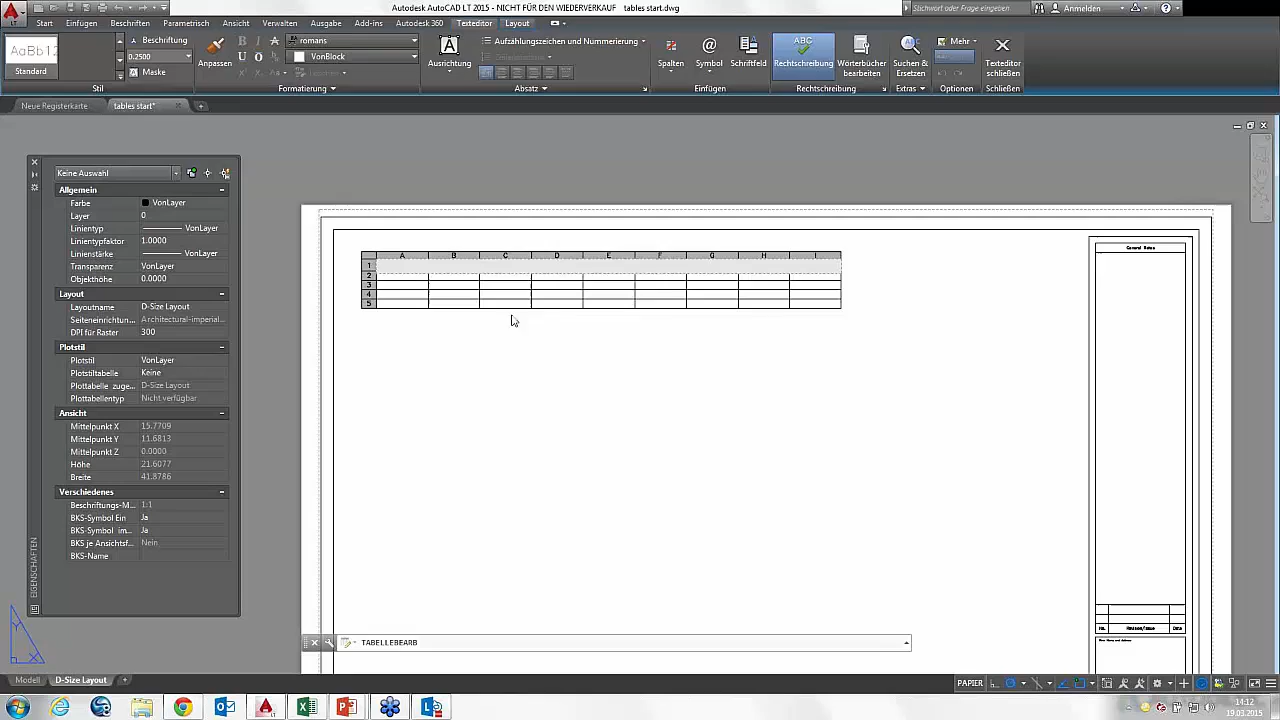 Autodesk AutoCAD LT 2015 - NICHT FÜR DEN WIEDERVERKAUF tables start.dwg
Stichwort oder Frage eingeben
Anmelden
Start Einfügen Beschriften Parametrisch Ansicht Verwalten Ausgabe Add-ins Autodesk 360 Texteditor Layout
AaBb12
Standard
Beschriftung
0.2500
Maske
Stil
Anpassen
romans
VonBlock
Formatierung
Ausrichtung
Aufzählungszeichen und Nummerierung
Absatz
Spalten
Symbol
Schriftfeld
Einfügen
ABC
Rechtschreibung
Wörterbücher bearbeiten
Rechtschreibung
Suchen & Ersetzen
Extras
Mehr
Optionen
Texteditor schließen
Schließen
Neue Registerkarte
tables start*
Keine Auswahl
Allgemein
Farbe VonLayer
Layer 0
Linientyp VonLayer
Linientypfaktor 1.0000
Linienstärke VonLayer
Transparenz VonLayer
Objekthöhe 0.0000
Layout
Layoutname D-Size Layout
Seiteneinrichtun... Architectural-imperial...
DPI für Raster 300
Plotstil
Plotstil VonLayer
Plotstiltabelle Keine
Plottabelle zuge... D-Size Layout
Plottabellentyp Nicht verfügbar
Ansicht
Mittelpunkt X 15.7709
Mittelpunkt Y 11.6813
Mittelpunkt Z 0.0000
Höhe 21.6077
Breite 41.8786
Verschiedenes
Beschriftungs-M... 1:1
BKS-Symbol Ein Ja
BKS-Symbol im... Ja
BKS je Ansichtsf... Nein
BKS-Name
EIGENSCHAFTEN
A B C D E F G H I
1
2
3
4
5
General Notes
No. Revision/Issue Date
TABELLEBEARB
Y
X
Modell D-Size Layout +
PAPIER
14:12
19.03.2015